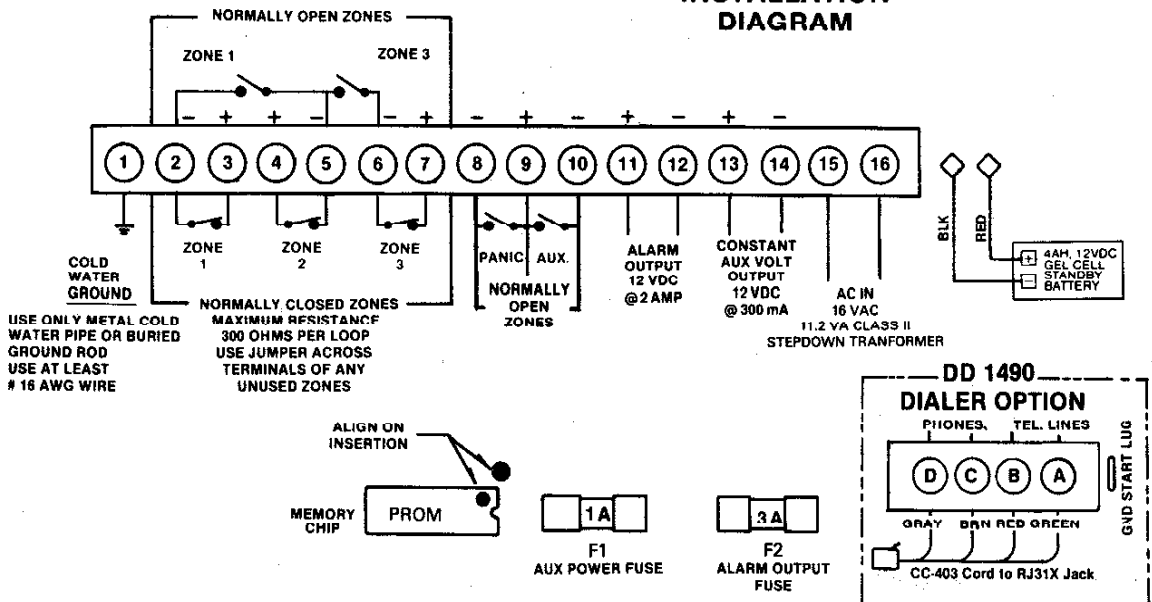 DIAGRAM
NORMALLY OPEN ZONES
ZONE 1
ZONE 3
− + + − − + − + − + − + −
1 2 3 4 5 6 7 8 9 10 11 12 13 14 15 16
ZONE
1
ZONE
2
ZONE
3
NORMALLY CLOSED ZONES
MAXIMUM RESISTANCE
300 OHMS PER LOOP
USE JUMPER ACROSS
TERMINALS OF ANY
UNUSED ZONES
COLD
WATER
GROUND
USE ONLY METAL COLD
WATER PIPE OR BURIED
GROUND ROD
USE AT LEAST
# 16 AWG WIRE
PANIC
AUX.
NORMALLY
OPEN
ZONES
ALARM
OUTPUT
12 VDC
@ 2 AMP
CONSTANT
AUX VOLT
OUTPUT
12 VDC
@ 300 mA
AC IN
16 VAC
11.2 VA CLASS II
STEPDOWN TRANFORMER
BLK
RED
+
−
4AH, 12VDC
GEL CELL
STANDBY
BATTERY
ALIGN ON
INSERTION
MEMORY
CHIP
PROM
1A
F1
AUX POWER FUSE
3A
F2
ALARM OUTPUT
FUSE
DD 1490
DIALER OPTION
PHONES.
TEL. LINES
D C B A
GRAY BRN RED GREEN
GND START LUG
CC-403 Cord to RJ31X Jack